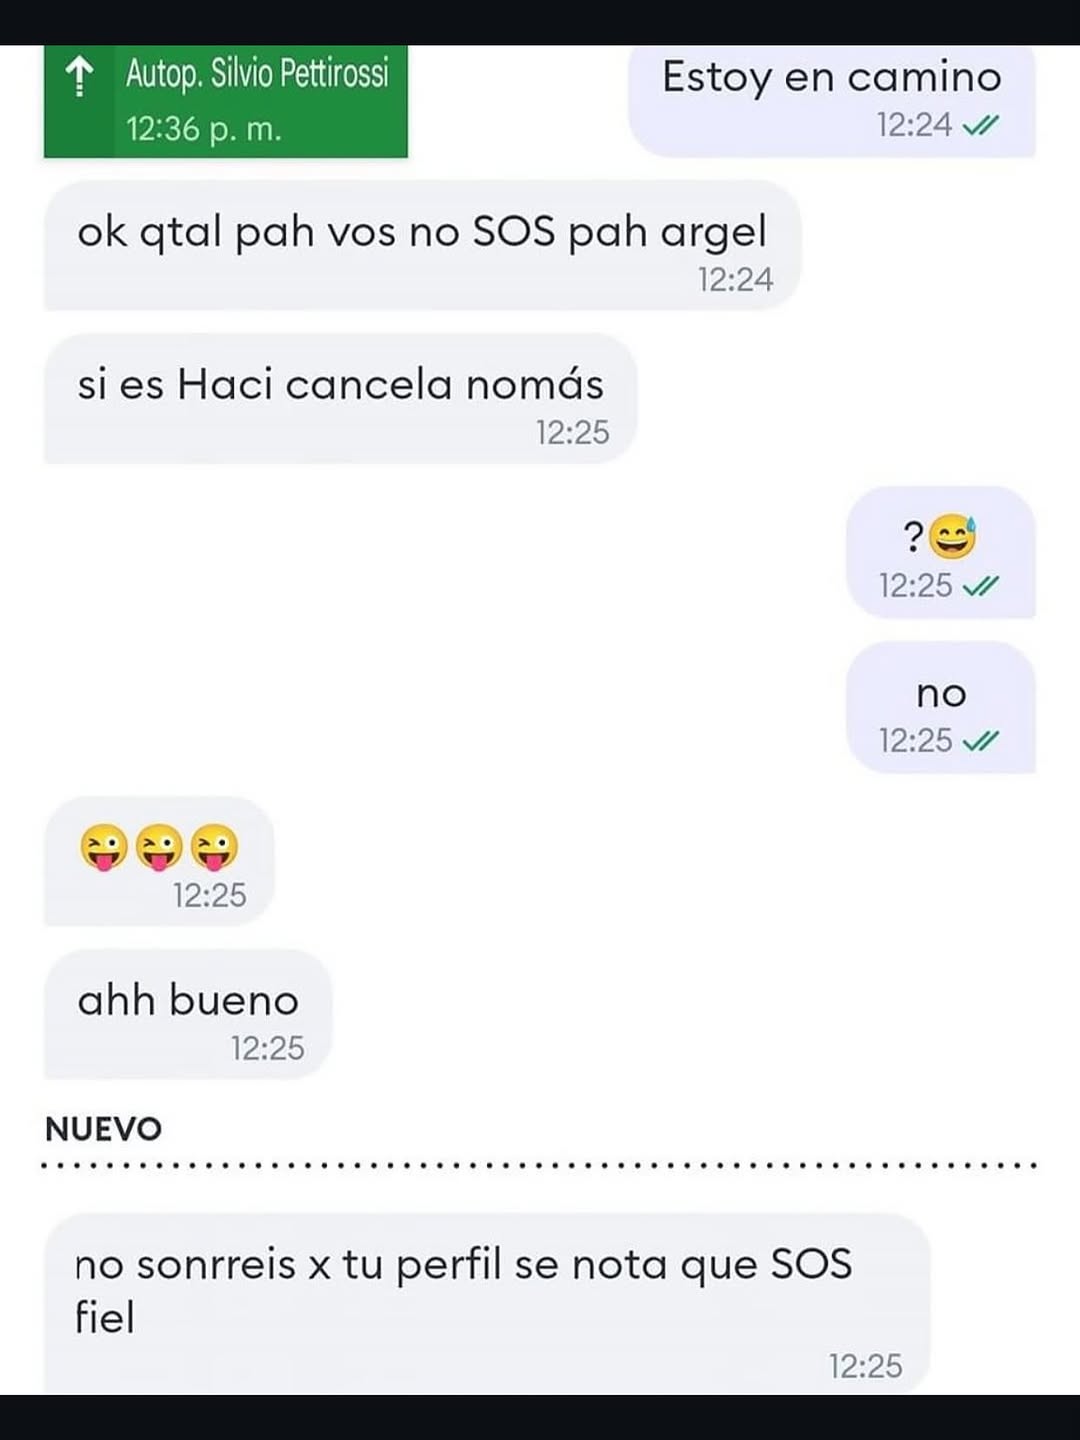 Autop. Silvio Pettirossi
12:36 p. m.
Estoy en camino
12:24
ok qtal pah vos no SOS pah argel
12:24
si es Haci cancela nomás
12:25
?😅
12:25
no
12:25
😜😜😜
12:25
ahh bueno
12:25
NUEVO
no sonrreis x tu perfil se nota que SOS
fiel
12:25